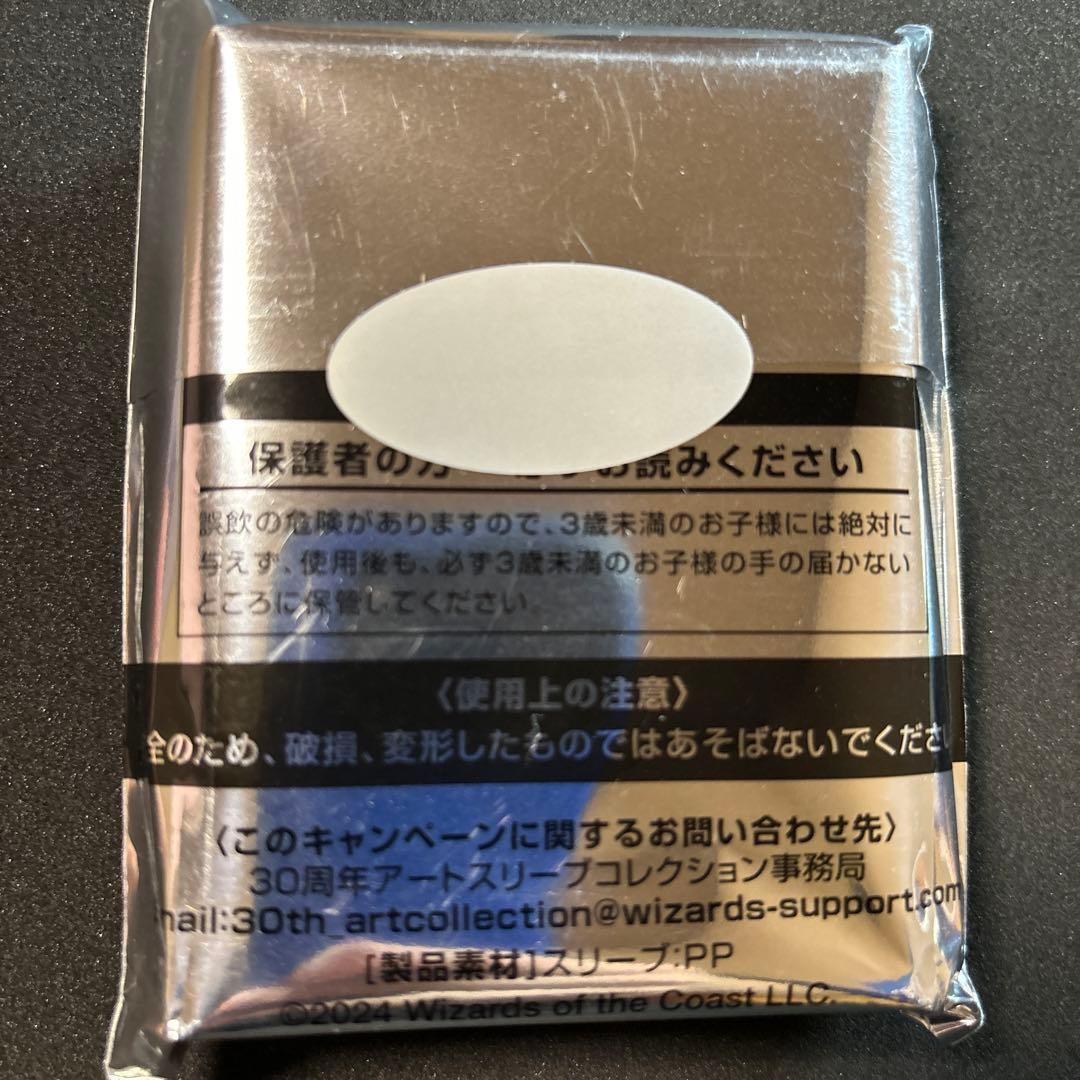 保護者の方 お読みください
誤飲の危険がありますので、3歳未満のお子様には絶対に
与えず、使用後も、必ず3歳未満のお子様の手の届かない
ところに保管してください
〈使用上の注意〉
全のため、破損、変形したものではあそばないでくださ
〈このキャンペーンに関するお問い合わせ先〉
30周年アートスリーブコレクション事務局
mail:30th_artcollection@wizards-support.com
[製品素材]スリーブ:PP
©2024 Wizards of the Coast LLC.